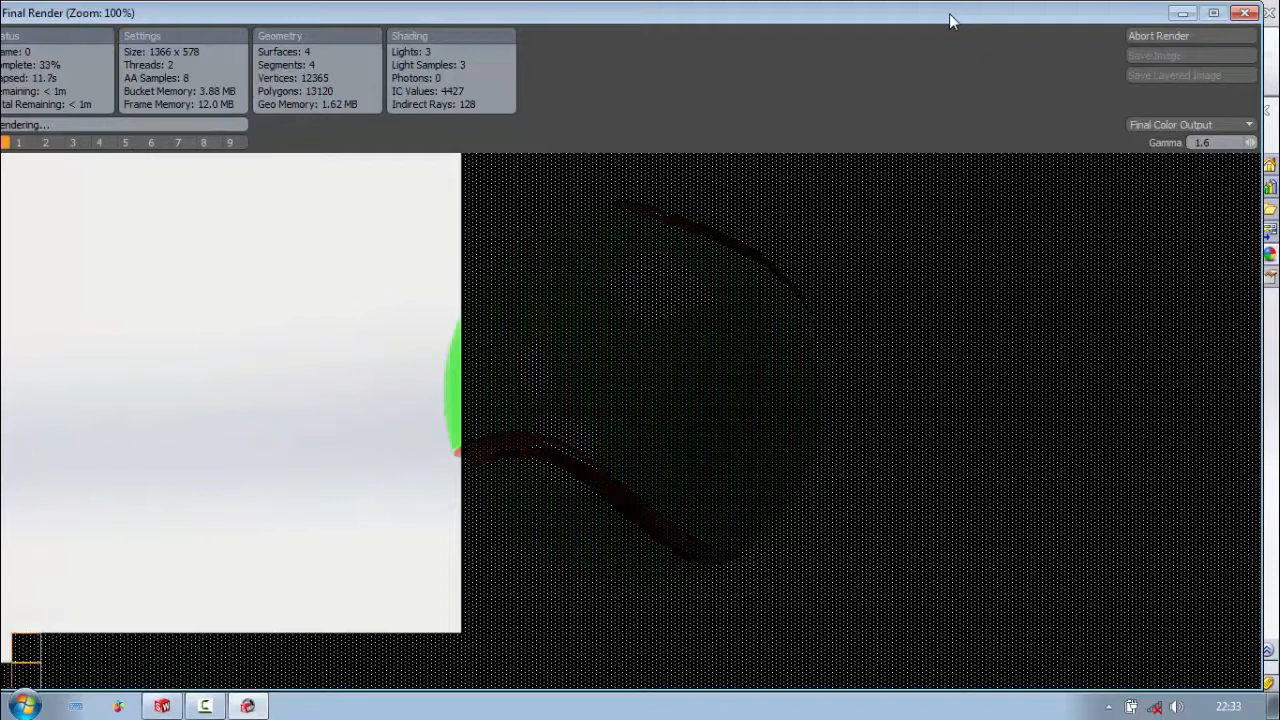 Final Render (Zoom: 100%)
atus
ame: 0
omplete: 33%
apsed: 11.7s
emaining: < 1m
tal Remaining: < 1m
Settings
Size: 1366 x 578
Threads: 2
AA Samples: 8
Bucket Memory: 3.88 MB
Frame Memory: 12.0 MB
Geometry
Surfaces: 4
Segments: 4
Vertices: 12365
Polygons: 13120
Geo Memory: 1.62 MB
Shading
Lights: 3
Light Samples: 3
Photons: 0
IC Values: 4427
Indirect Rays: 128
Abort Render
Save Image
Save Layered Image
endering...
Final Color Output
1 2 3 4 5 6 7 8 9
Gamma 1.6
22:33